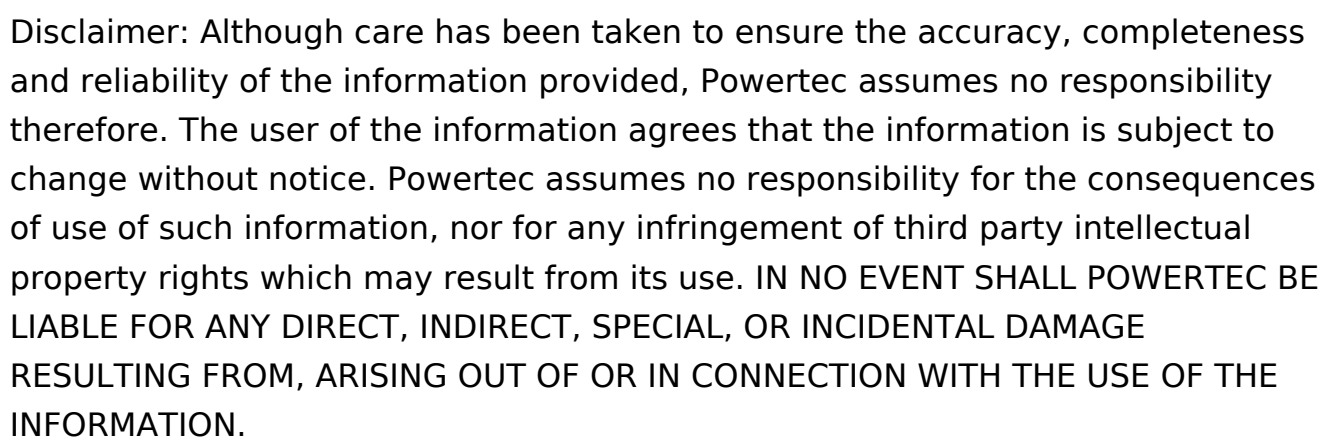 Disclaimer: Although care has been taken to ensure the accuracy, completeness
and reliability of the information provided, Powertec assumes no responsibility
therefore. The user of the information agrees that the information is subject to
change without notice. Powertec assumes no responsibility for the consequences
of use of such information, nor for any infringement of third party intellectual
property rights which may result from its use. IN NO EVENT SHALL POWERTEC BE
LIABLE FOR ANY DIRECT, INDIRECT, SPECIAL, OR INCIDENTAL DAMAGE
RESULTING FROM, ARISING OUT OF OR IN CONNECTION WITH THE USE OF THE
INFORMATION.